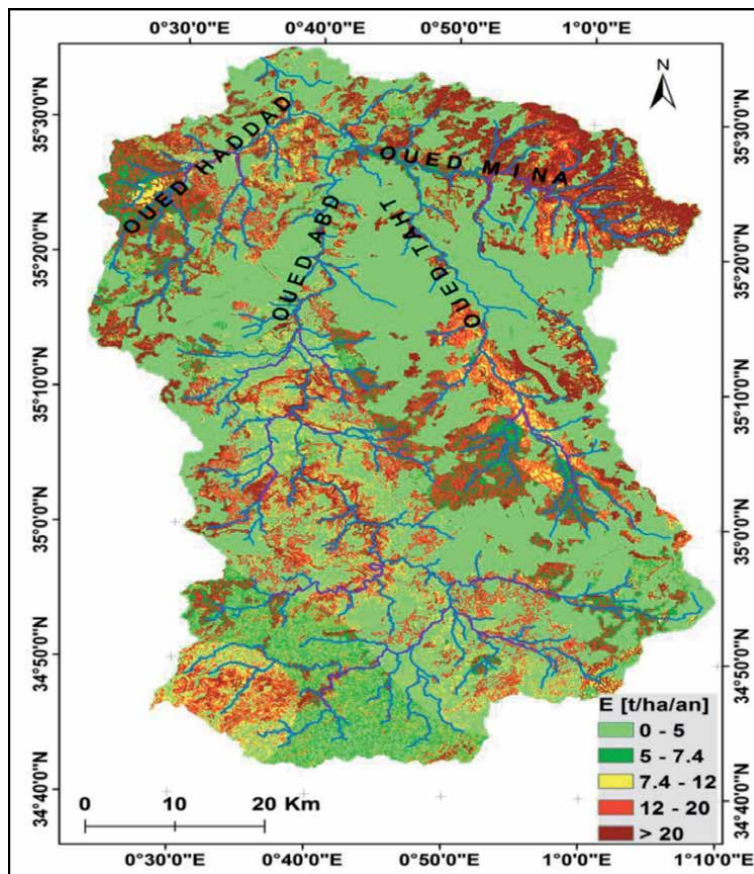 0°30'0"E 0°40'0"E 0°50'0"E 1°0'0"E
N
35°30'0"N 35°30'0"N
OUED HADDAD
OUED MINA
35°20'0"N 35°20'0"N
OUED ABD
OUEDTAHT
35°10'0"N 35°10'0"N
35°0'0"N 35°0'0"N
34°50'0"N 34°50'0"N
E [t/ha/an]
0 - 5
5 - 7.4
7.4 - 12
12 - 20
> 20
34°40'0"N 34°40'0"N
0 10 20 Km
0°30'0"E 0°40'0"E 0°50'0"E 1°0'0"E 1°10'0"E